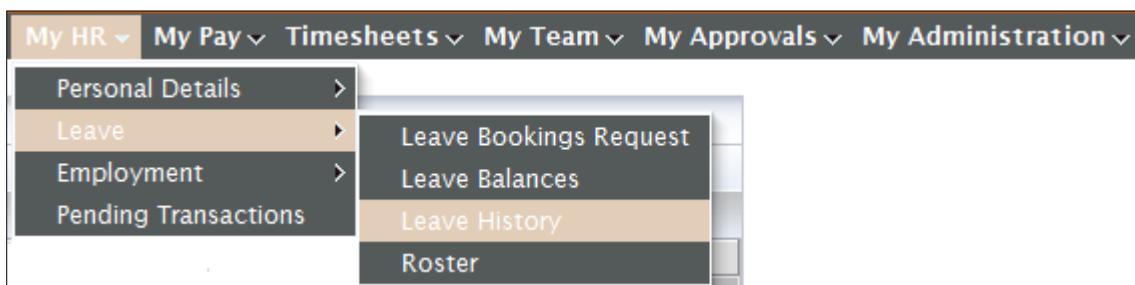 My HR My Pay Timesheets My Team My Approvals My Administration
Personal Details
Leave
Employment
Pending Transactions
Leave Bookings Request
Leave Balances
Leave History
Roster